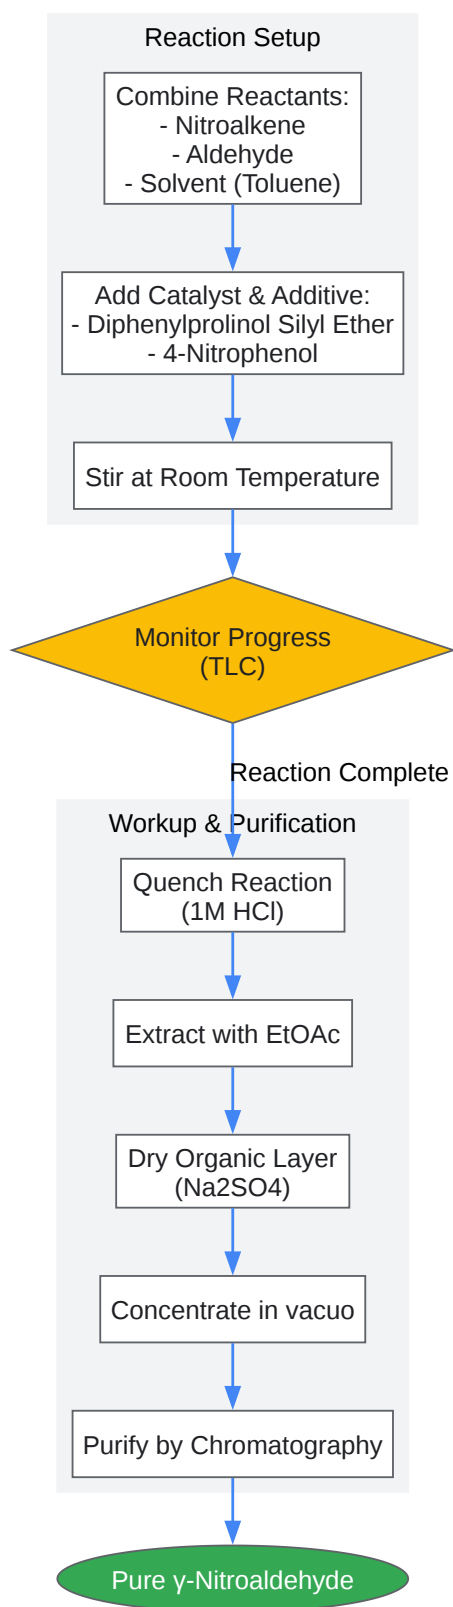 Reaction Setup
Combine Reactants:
- Nitroalkene
- Aldehyde
- Solvent (Toluene)
Add Catalyst & Additive:
- Diphenylprolinol Silyl Ether
- 4-Nitrophenol
Stir at Room Temperature
Monitor Progress
(TLC)
Reaction Complete
Workup & Purification
Quench Reaction
(1M HCl)
Extract with EtOAc
Dry Organic Layer
(Na2SO4)
Concentrate in vacuo
Purify by Chromatography
Pure γ-Nitroaldehyde